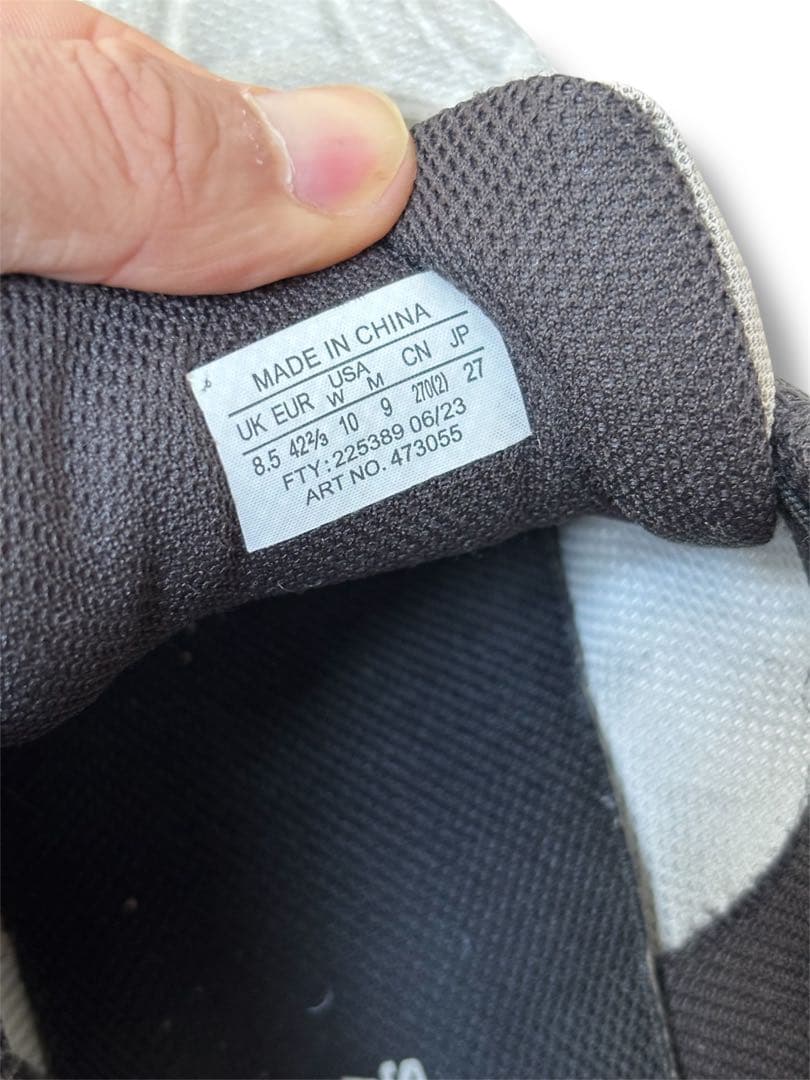 MADE IN CHINA
UK EUR USA W M CN JP
8.5 42⅔ 10 9 270(2) 27
FTY: 225389 06/23
ART NO. 473055